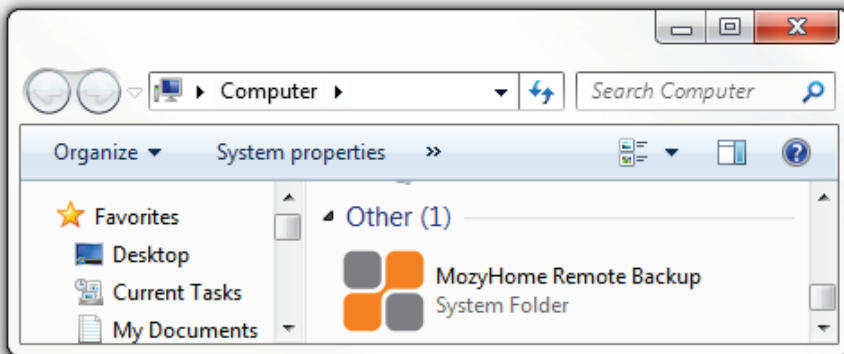 Computer
Search Computer
Organize
System properties
Favorites
Desktop
Current Tasks
My Documents
Other (1)
MozyHome Remote Backup
System Folder